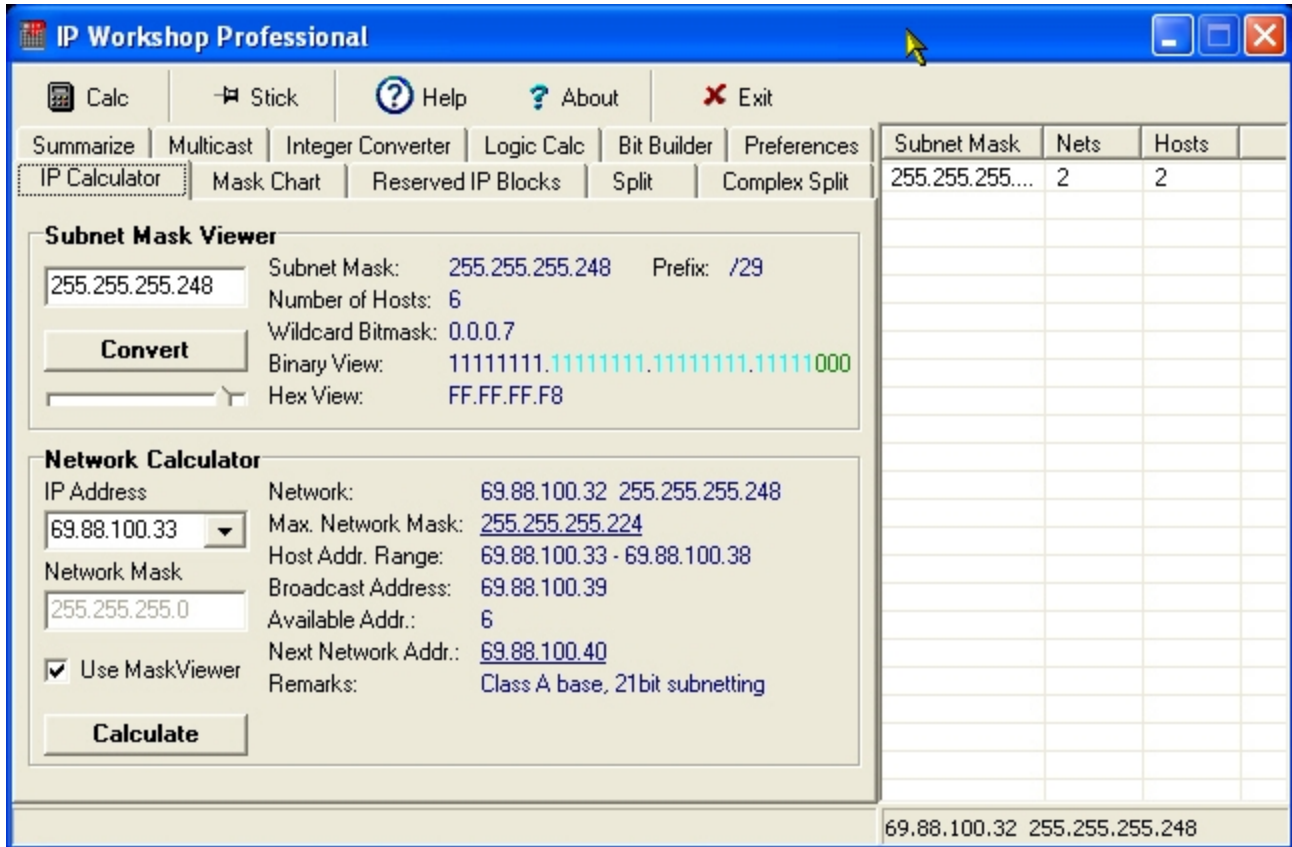 IP Workshop Professional
Calc Stick Help About Exit
Summarize Multicast Integer Converter Logic Calc Bit Builder Preferences
IP Calculator Mask Chart Reserved IP Blocks Split Complex Split
Subnet Mask Viewer
255.255.255.248
Convert
Subnet Mask: 255.255.255.248 Prefix: /29
Number of Hosts: 6
Wildcard Bitmask: 0.0.0.7
Binary View: 11111111.11111111.11111111.11111000
Hex View: FF.FF.FF.F8
Network Calculator
IP Address
69.88.100.33
Network Mask
255.255.255.0
Use MaskViewer
Calculate
Network: 69.88.100.32 255.255.255.248
Max. Network Mask: 255.255.255.224
Host Addr. Range: 69.88.100.33 - 69.88.100.38
Broadcast Address: 69.88.100.39
Available Addr.: 6
Next Network Addr.: 69.88.100.40
Remarks: Class A base, 21bit subnetting
Subnet Mask Nets Hosts
255.255.255.... 2 2
69.88.100.32 255.255.255.248